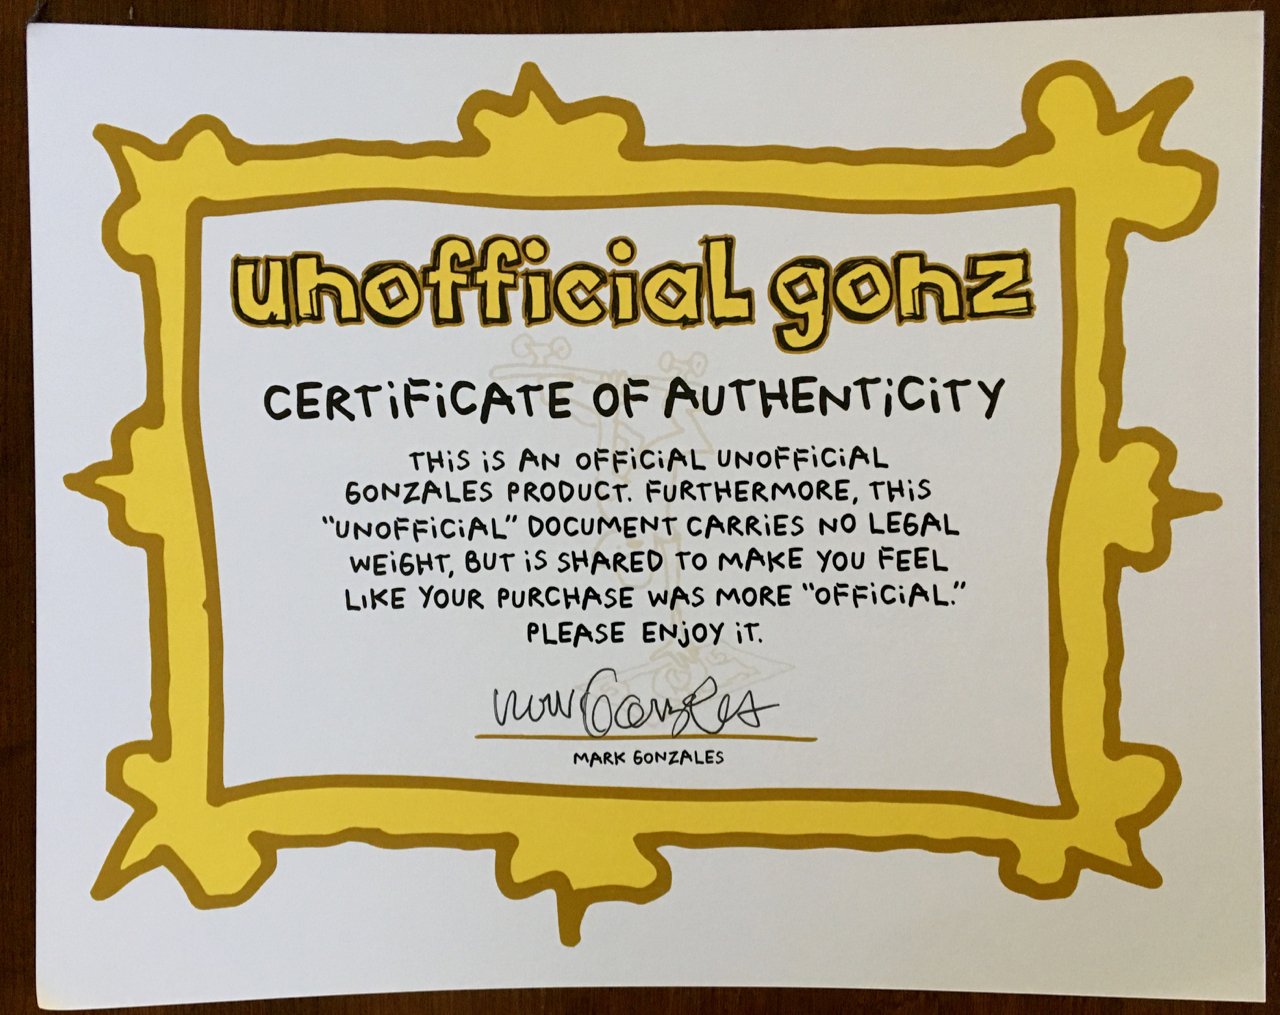 unofficial gonz
CERTiFiCATE OF AUTHENTiCiTY
THiS iS AN OFFiCiAL UNOFFiCiAL
GONZALES PRODUCT. FURTHERMORE, THiS
"UNOFFiCiAL" DOCUMENT CARRiES NO LEGAL
WEiGHT, BUT iS SHARED TO MAKE YOU FEEL
LiKE YOUR PURCHASE WAS MORE "OFFiCiAL."
PLEASE ENjOY iT.
MARK GONZALES